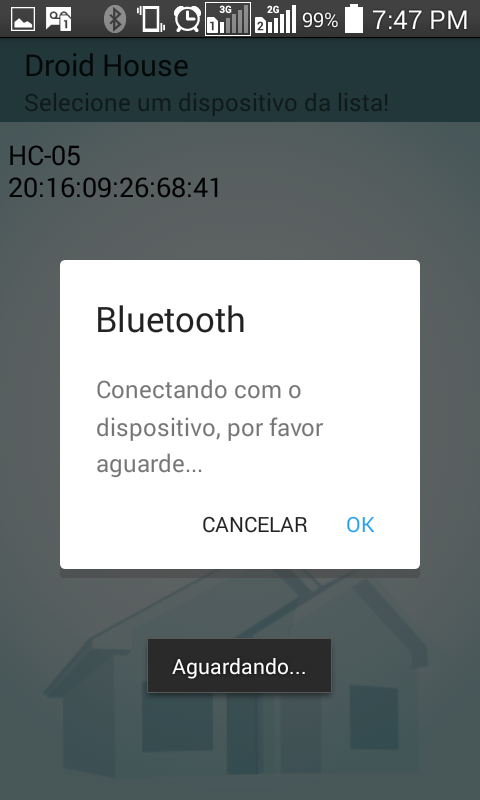 3G 1 2G 2 99% 7:47 PM
Droid House
Selecione um dispositivo da lista!
HC-05
20:16:09:26:68:41
Bluetooth
Conectando com o
dispositivo, por favor
aguarde...
CANCELAR OK
Aguardando...